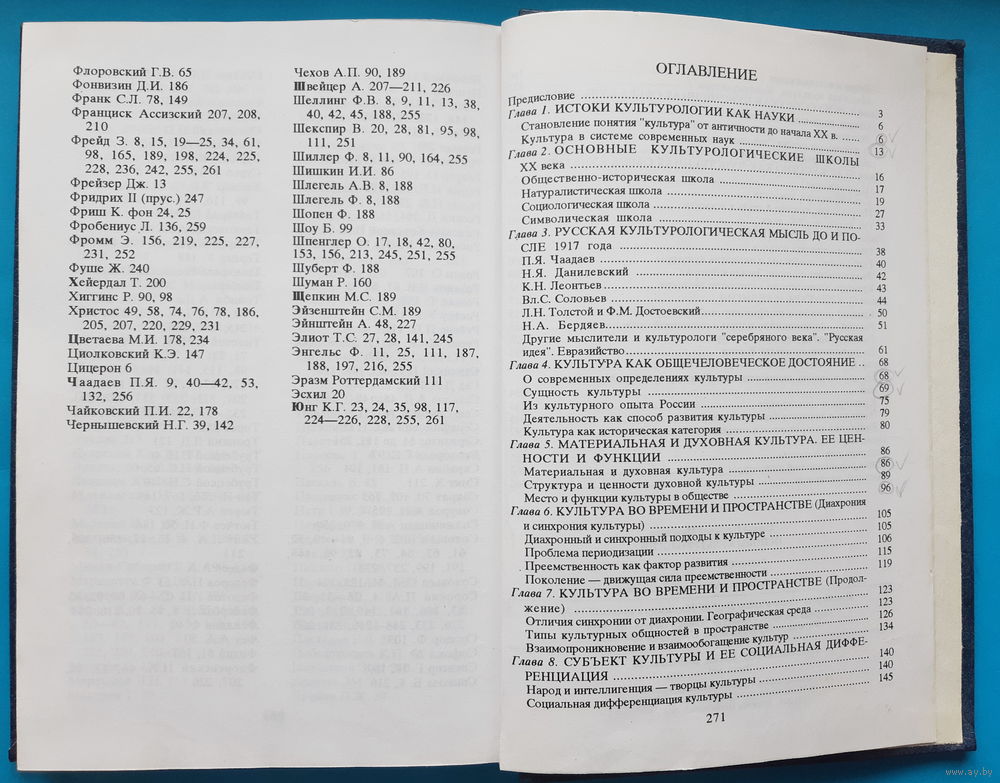 Флоровский Г.В. 65
Фонвизин Д.И. 186
Франк С.Л. 78, 149
Франциск Ассизский 207, 208,
210
Фрейд З. 8, 15, 19—25, 34, 61,
98, 165, 189, 198, 224, 225,
228, 236, 242, 255, 261
Фрейзер Дж. 13
Фридрих II (прус.) 247
Фриш К. фон 24, 25
Фробениус Л. 136, 259
Фромм Э. 156, 219, 225, 227,
231, 252
Фуше Ж. 240
Хейердал Т. 200
Хиггинс Р. 90, 98
Христос 49, 58, 74, 76, 78, 186,
205, 207, 220, 229, 231
Цветаева М.И. 178, 234
Циолковский К.Э. 147
Цицерон 6
Чаадаев П.Я. 9, 40—42, 53,
132, 256
Чайковский П.И. 22, 178
Чернышевский Н.Г. 39, 142
Чехов А.П. 90, 189
Швейцер А. 207—211, 226
Шеллинг Ф.В. 8, 9, 11, 13, 38,
40, 42, 45, 188, 255
Шекспир В. 20, 28, 81, 95, 98,
111, 251
Шиллер Ф. 8, 11, 90, 164, 255
Шишкин И.И. 86
Шлегель А.В. 8, 188
Шлегель Ф. 8, 188
Шопен Ф. 188
Шоу Б. 99
Шпенглер О. 17, 18, 42, 80,
153, 156, 213, 245, 251, 255
Шуберт Ф. 188
Шуман Р. 160
Щепкин М.С. 189
Эйзенштейн С.М. 189
Эйнштейн А. 48, 227
Элиот Т.С. 27, 28, 141, 245
Энгельс Ф. 11, 25, 111, 187,
188, 197, 216, 255
Эразм Роттердамский 111
Эсхил 20
Юнг К.Г. 23, 24, 35, 98, 117,
224—226, 228, 255, 261
ОГЛАВЛЕНИЕ
Предисловие 3
Глава 1. ИСТОКИ КУЛЬТУРОЛОГИИ КАК НАУКИ 6
Становление понятия "культура" от античности до начала XX в. 6
Культура в системе современных наук 13
Глава 2. ОСНОВНЫЕ КУЛЬТУРОЛОГИЧЕСКИЕ ШКОЛЫ
XX века 16
Общественно-историческая школа 17
Натуралистическая школа 19
Социологическая школа 27
Символическая школа 33
Глава 3. РУССКАЯ КУЛЬТУРОЛОГИЧЕСКАЯ МЫСЛЬ ДО И ПО-
СЛЕ 1917 года 38
П.Я. Чаадаев 40
Н.Я. Данилевский 42
К.Н. Леонтьев 43
Вл.С. Соловьев 44
Л.Н. Толстой и Ф.М. Достоевский 50
Н.А. Бердяев 51
Другие мыслители и культурологи "серебряного века". "Русская
идея". Евразийство 61
Глава 4. КУЛЬТУРА КАК ОБЩЕЧЕЛОВЕЧЕСКОЕ ДОСТОЯНИЕ .. 68
О современных определениях культуры 68
Сущность культуры 69
Из культурного опыта России 75
Деятельность как способ развития культуры 79
Культура как историческая категория 80
Глава 5. МАТЕРИАЛЬНАЯ И ДУХОВНАЯ КУЛЬТУРА. ЕЕ ЦЕН-
НОСТИ И ФУНКЦИИ 86
Материальная и духовная культура 86
Структура и ценности духовной культуры 89
Место и функции культуры в обществе 96
Глава 6. КУЛЬТУРА ВО ВРЕМЕНИ И ПРОСТРАНСТВЕ (Диахрония
и синхрония культуры) 105
Диахронный и синхронный подходы к культуре 105
Проблема периодизации 106
Преемственность как фактор развития 115
Поколение — движущая сила преемственности 119
Глава 7. КУЛЬТУРА ВО ВРЕМЕНИ И ПРОСТРАНСТВЕ (Продол-
жение) 123
Отличия синхронии от диахронии. Географическая среда 123
Типы культурных общностей в пространстве 126
Взаимопроникновение и взаимообогащение культур 134
Глава 8. СУБЪЕКТ КУЛЬТУРЫ И ЕЕ СОЦИАЛЬНАЯ ДИФФЕ-
РЕНЦИАЦИЯ 140
Народ и интеллигенция — творцы культуры 140
Социальная дифференциация культуры 145
271
www.ay.by